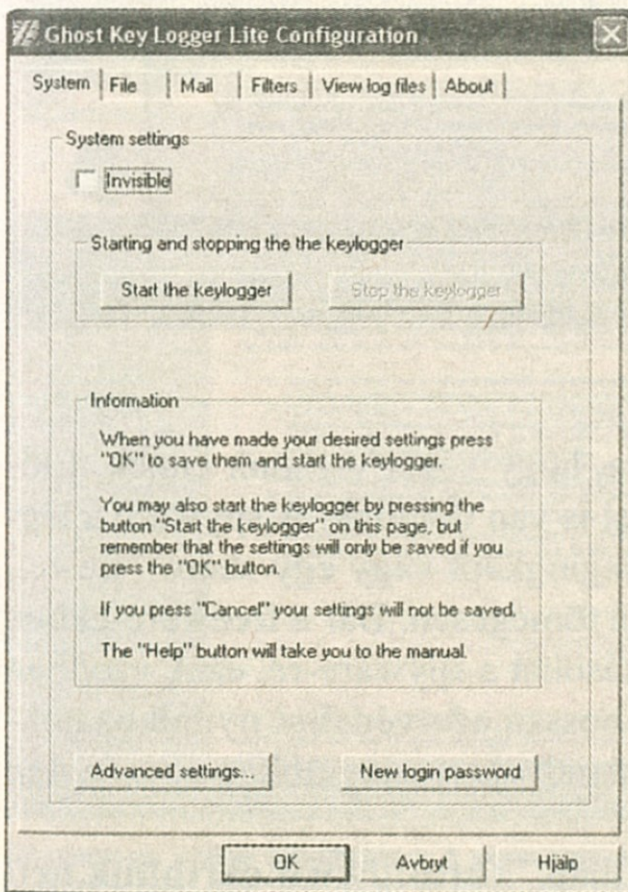 Ghost Key Logger Lite Configuration
System File Mail Filters View log files About
System settings
Invisible
Starting and stopping the the keylogger
Start the keylogger Stop the keylogger
Information
When you have made your desired settings press
"OK" to save them and start the keylogger.
You may also start the keylogger by pressing the
button "Start the keylogger" on this page, but
remember that the settings will only be saved if you
press the "OK" button.
If you press "Cancel" your settings will not be saved.
The "Help" button will take you to the manual.
Advanced settings... New login password
OK Avbryt Hjälp